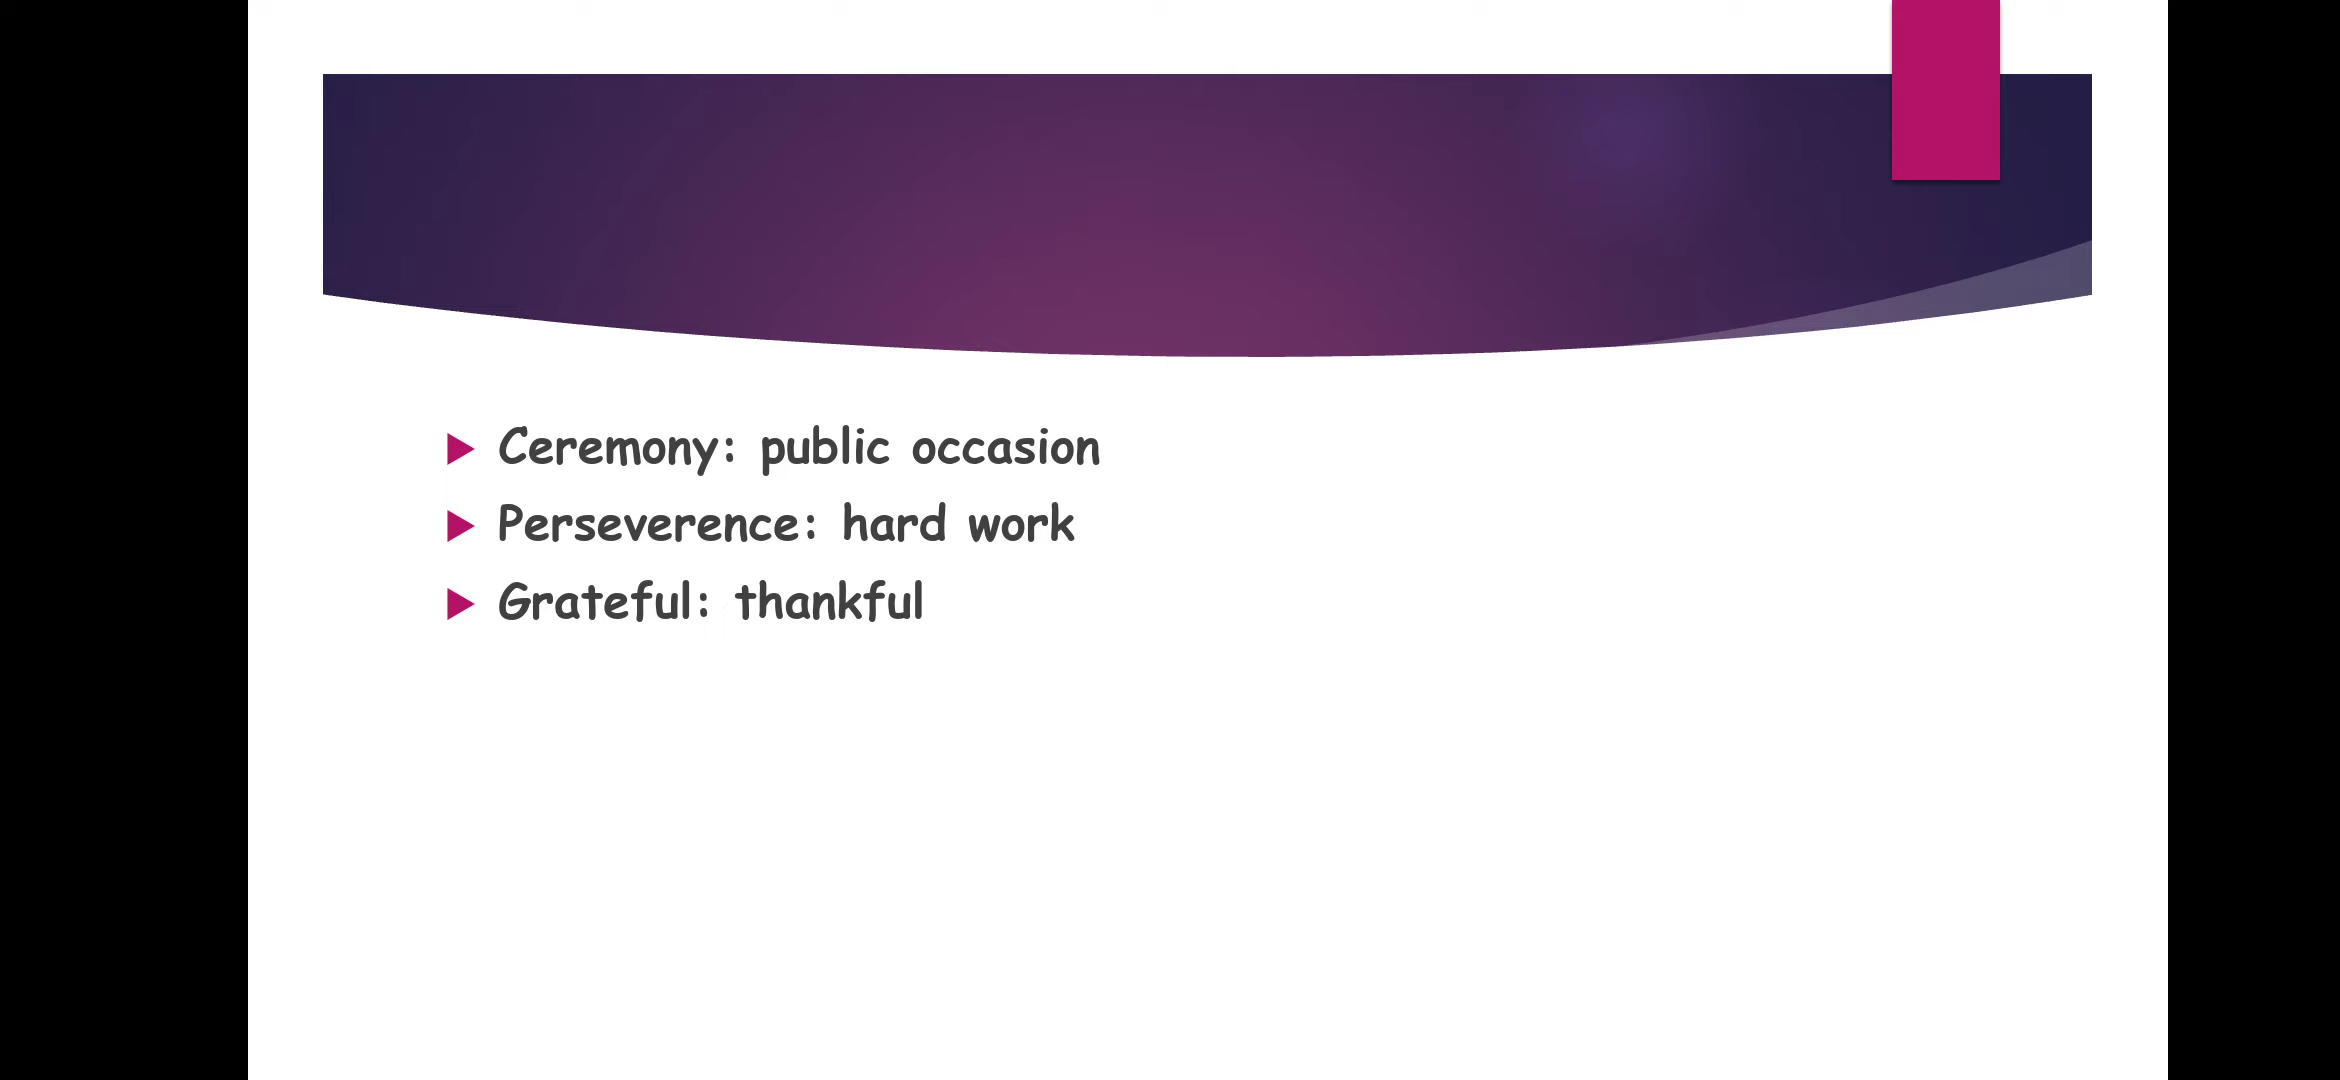 Ceremony: public occasion
Perseverence: hard work
Grateful: thankful